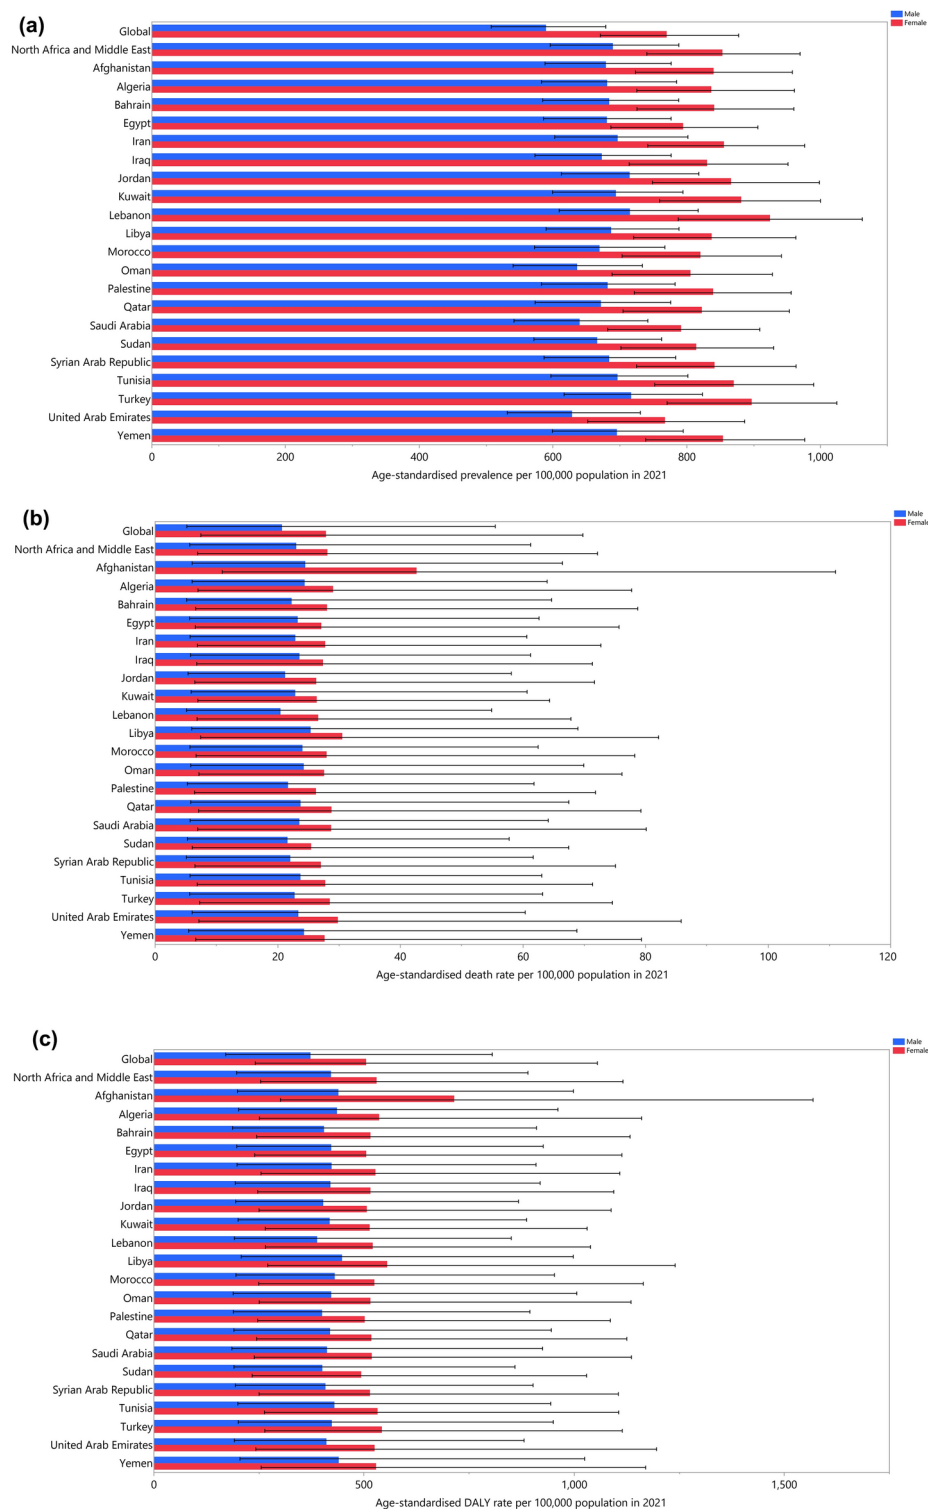 (a)
Male
Female
Global
North Africa and Middle East
Afghanistan
Algeria
Bahrain
Egypt
Iran
Iraq
Jordan
Kuwait
Lebanon
Libya
Morocco
Oman
Palestine
Qatar
Saudi Arabia
Sudan
Syrian Arab Republic
Tunisia
Turkey
United Arab Emirates
Yemen
0 200 400 600 800 1,000
Age-standardised prevalence per 100,000 population in 2021
(b)
Male
Female
Global
North Africa and Middle East
Afghanistan
Algeria
Bahrain
Egypt
Iran
Iraq
Jordan
Kuwait
Lebanon
Libya
Morocco
Oman
Palestine
Qatar
Saudi Arabia
Sudan
Syrian Arab Republic
Tunisia
Turkey
United Arab Emirates
Yemen
0 20 40 60 80 100 120
Age-standardised death rate per 100,000 population in 2021
(c)
Male
Female
Global
North Africa and Middle East
Afghanistan
Algeria
Bahrain
Egypt
Iran
Iraq
Jordan
Kuwait
Lebanon
Libya
Morocco
Oman
Palestine
Qatar
Saudi Arabia
Sudan
Syrian Arab Republic
Tunisia
Turkey
United Arab Emirates
Yemen
0 500 1,000 1,500
Age-standardised DALY rate per 100,000 population in 2021